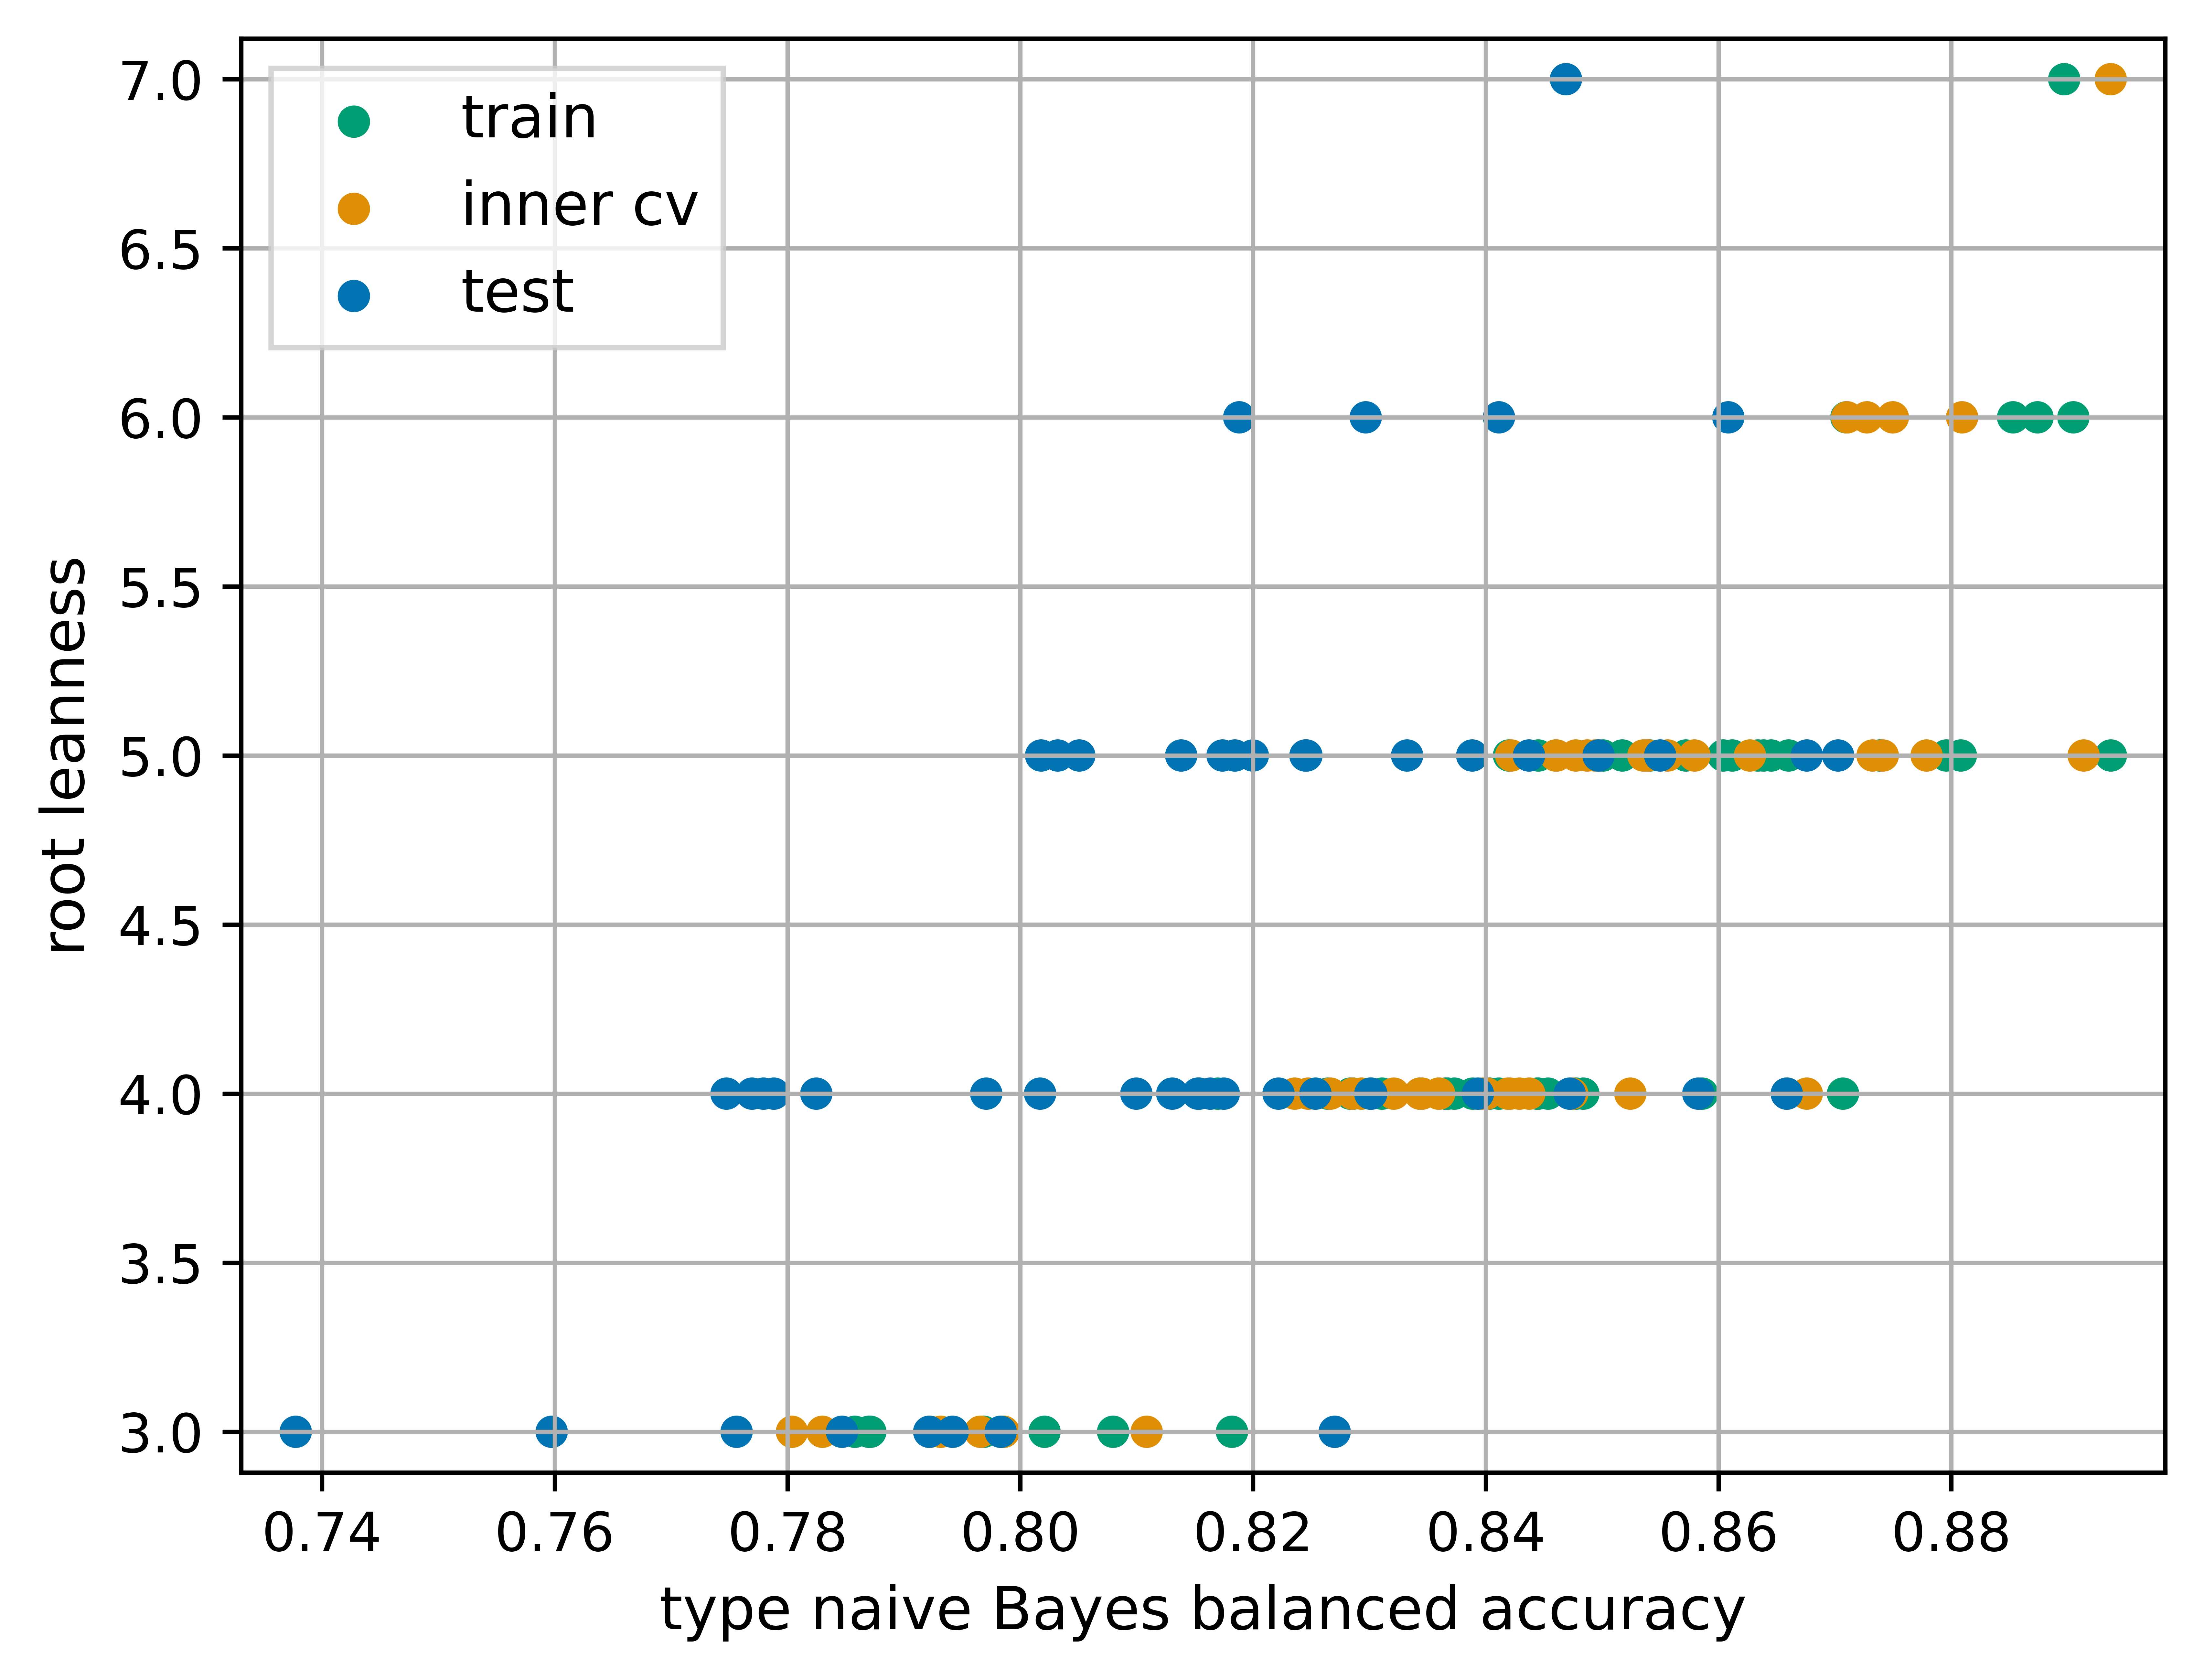 train
inner cv
test
7.0
6.5
6.0
5.5
5.0
4.5
4.0
3.5
3.0
root leanness
0.74 0.76 0.78 0.80 0.82 0.84 0.86 0.88
type naive Bayes balanced accuracy